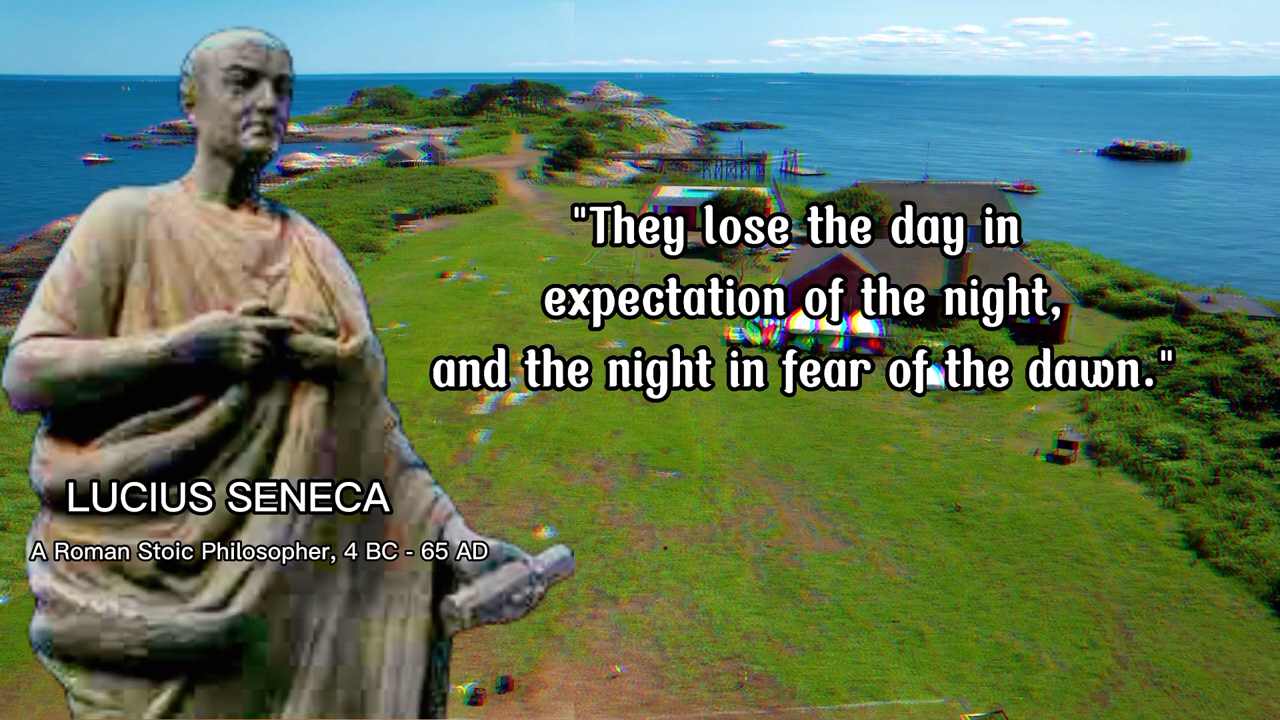 "They lose the day in
expectation of the night,
and the night in fear of the dawn."
LUCIUS SENECA
A Roman Stoic Philosopher, 4 BC - 65 AD